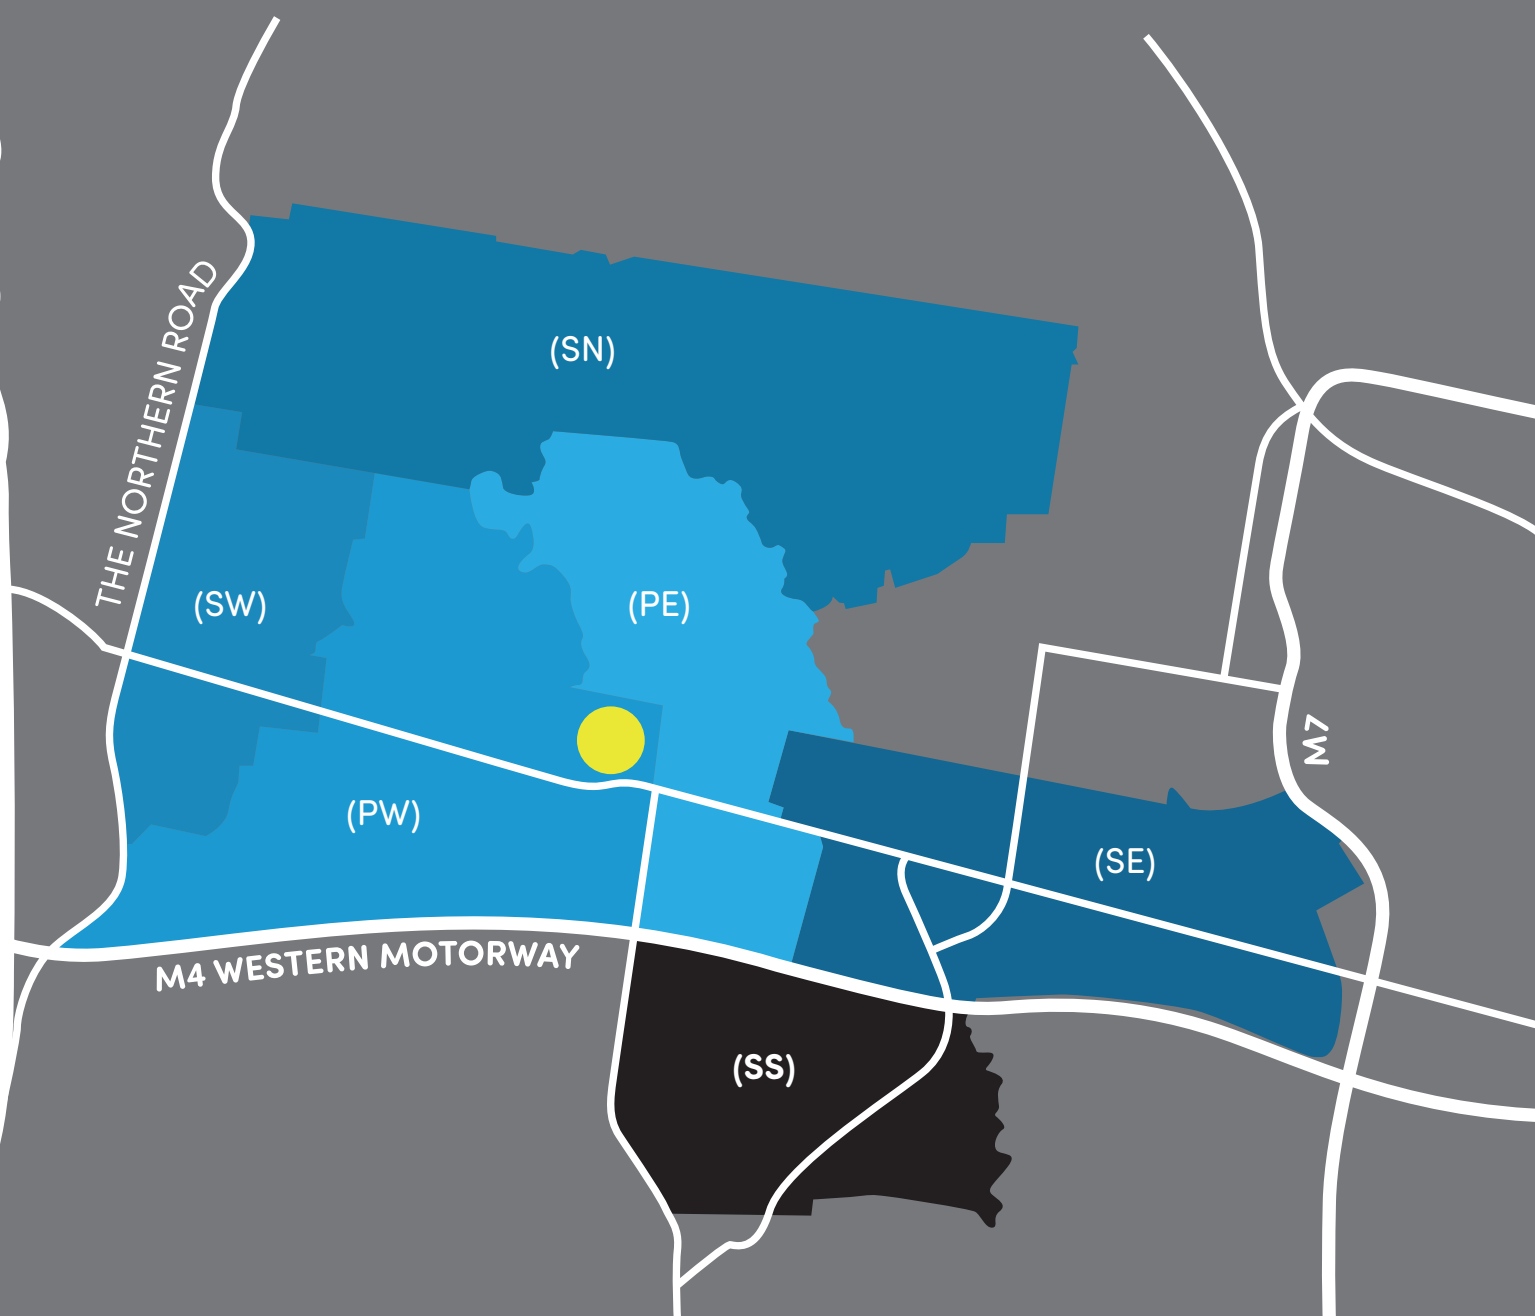 THE NORTHERN ROAD
(SN)
(SW)
(PE)
M7
(PW)
(SE)
M4 WESTERN MOTORWAY
(SS)